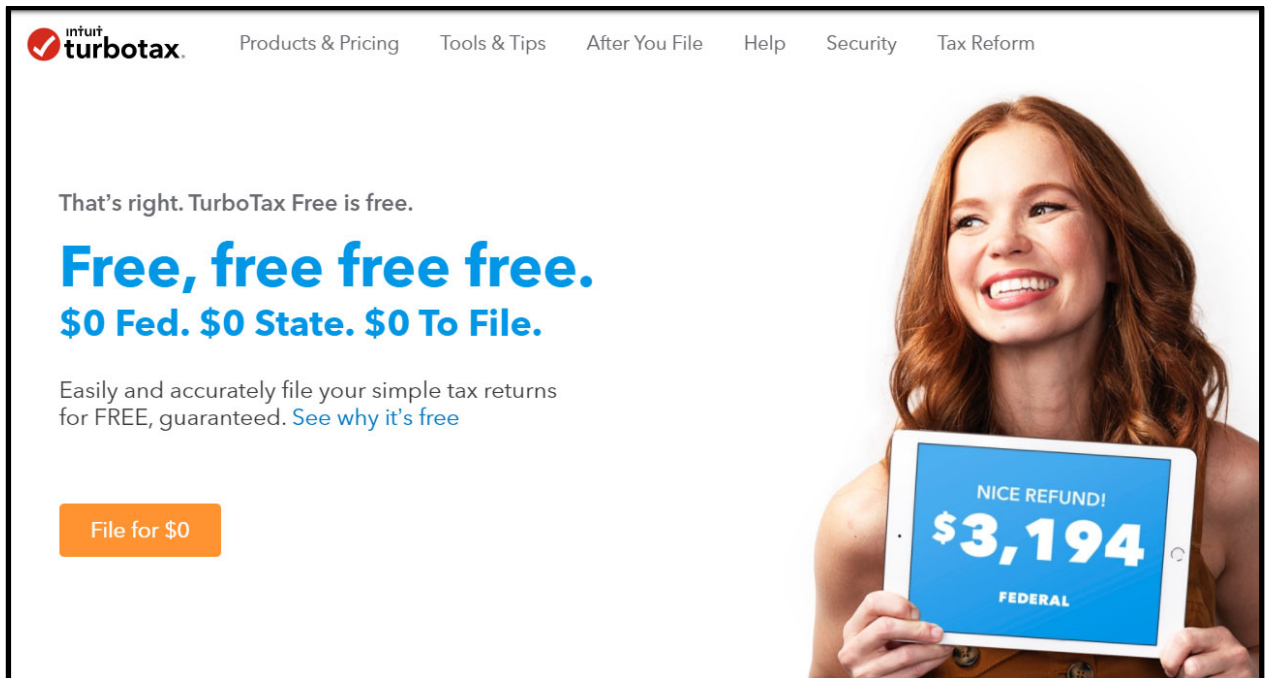 intuit
turbotax.
Products & Pricing
Tools & Tips
After You File
Help
Security
Tax Reform
That's right. TurboTax Free is free.
Free, free free free.
$0 Fed. $0 State. $0 To File.
Easily and accurately file your simple tax returns
for FREE, guaranteed. See why it's free
File for $0
NICE REFUND!
$3,194
FEDERAL